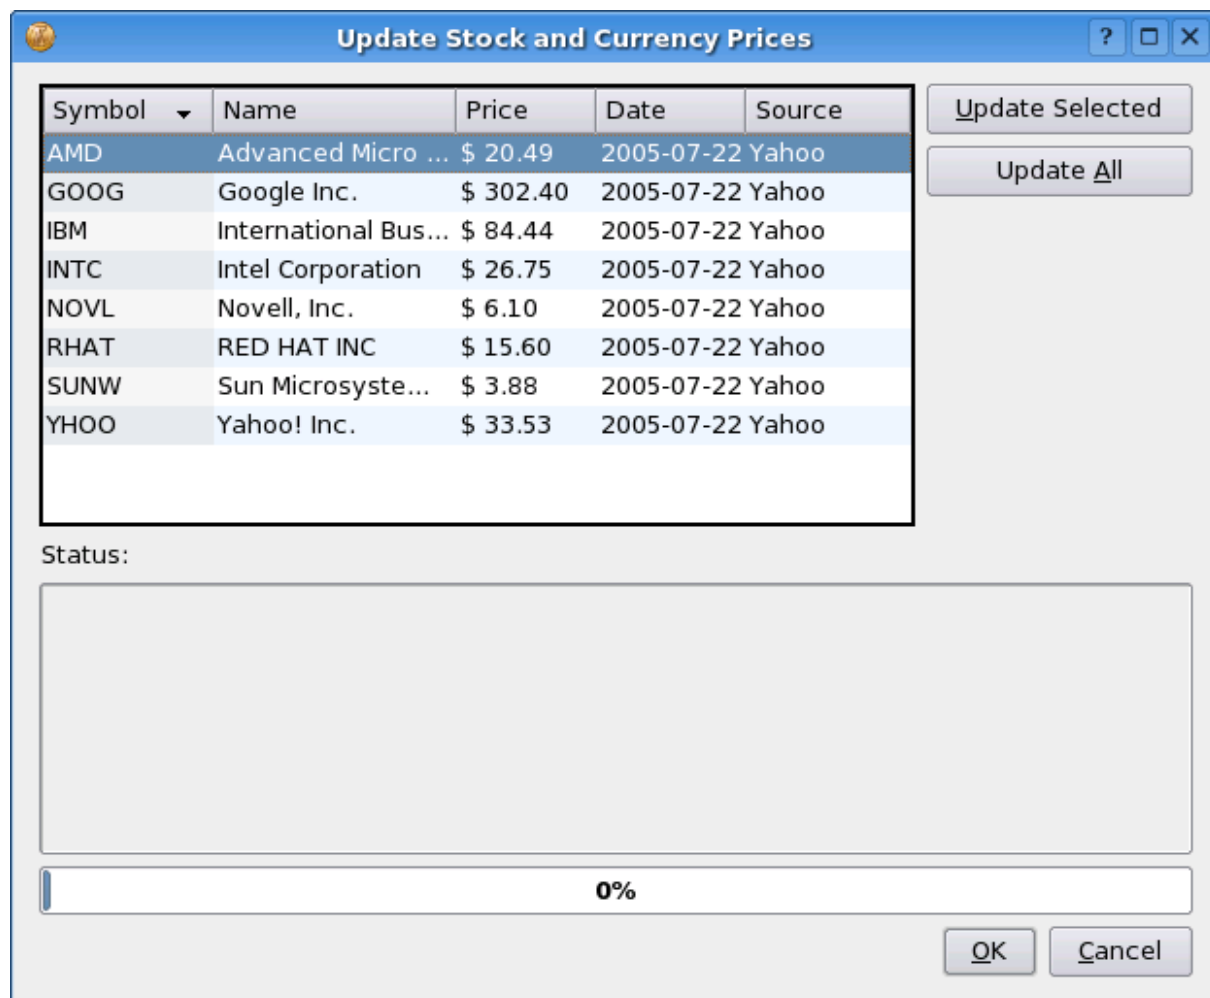 Update Stock and Currency Prices ?
Symbol Name Price Date Source
AMD Advanced Micro ... $ 20.49 2005-07-22 Yahoo
GOOG Google Inc. $ 302.40 2005-07-22 Yahoo
IBM International Bus... $ 84.44 2005-07-22 Yahoo
INTC Intel Corporation $ 26.75 2005-07-22 Yahoo
NOVL Novell, Inc. $ 6.10 2005-07-22 Yahoo
RHAT RED HAT INC $ 15.60 2005-07-22 Yahoo
SUNW Sun Microsyste... $ 3.88 2005-07-22 Yahoo
YHOO Yahoo! Inc. $ 33.53 2005-07-22 Yahoo
Update Selected
Update All
Status:
0%
OK Cancel